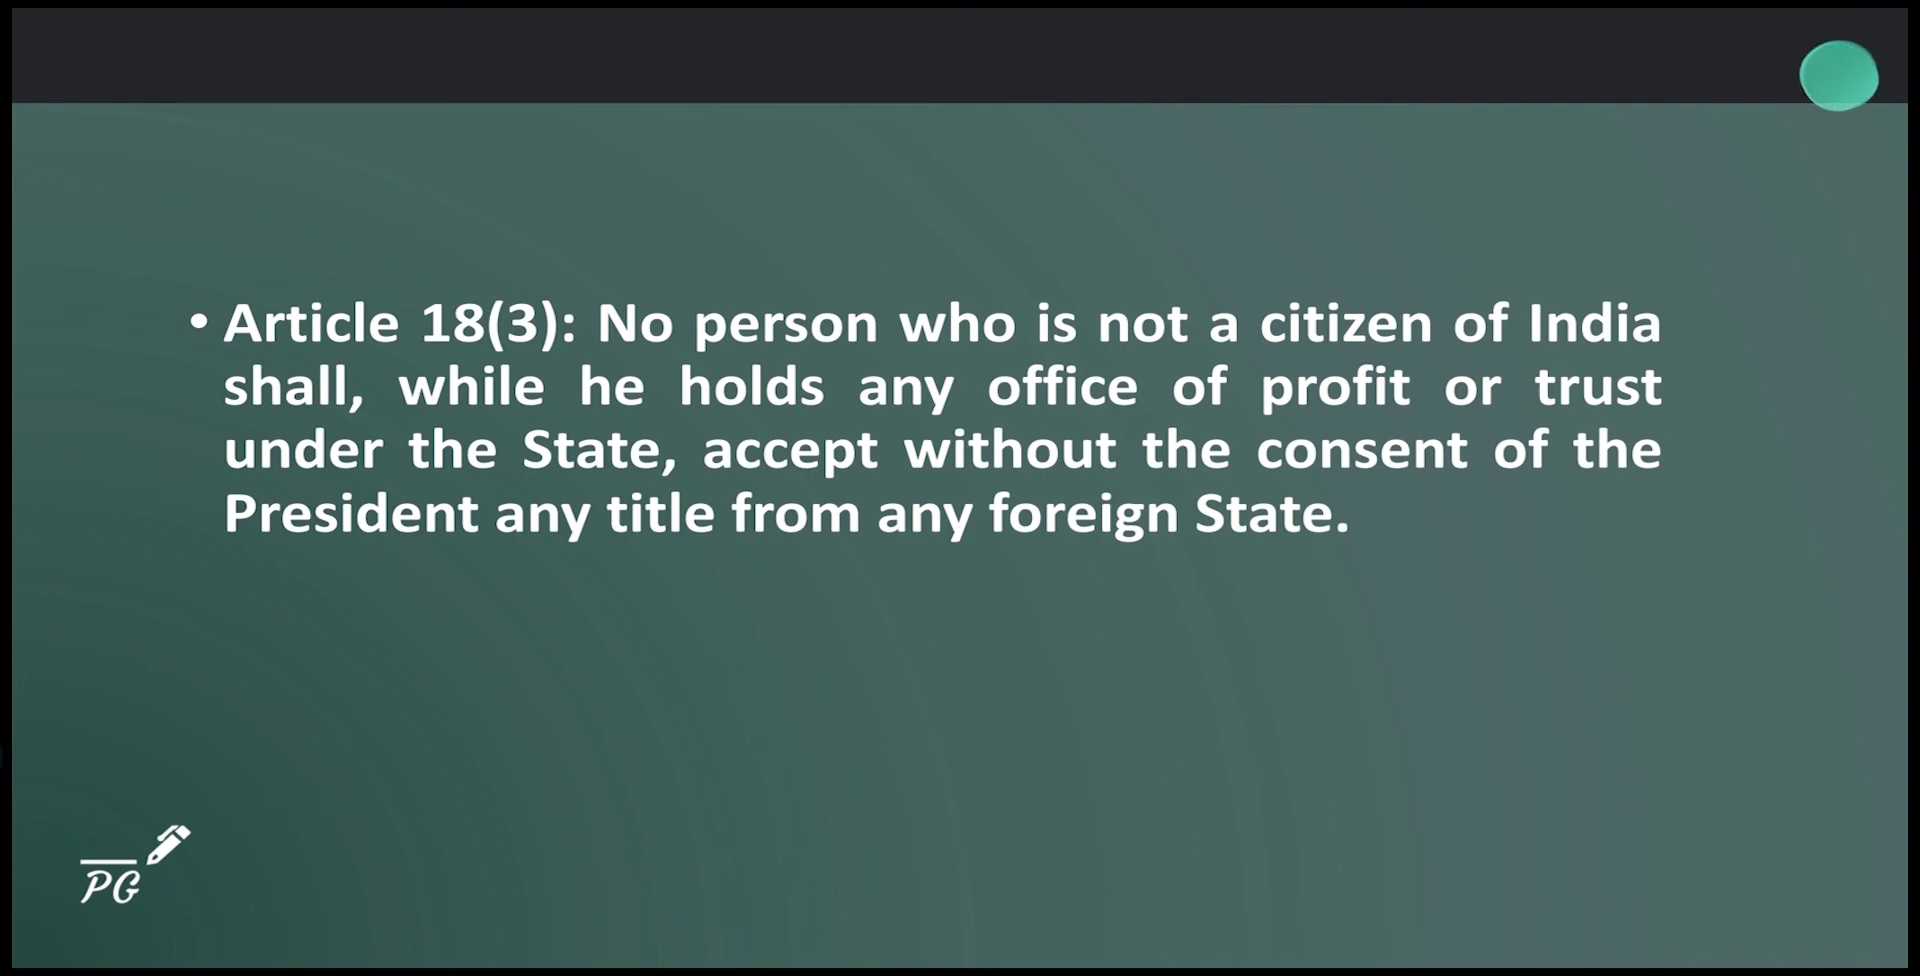 • Article 18(3): No person who is not a citizen of India
shall, while he holds any office of profit or trust
under the State, accept without the consent of the
President any title from any foreign State.
PG